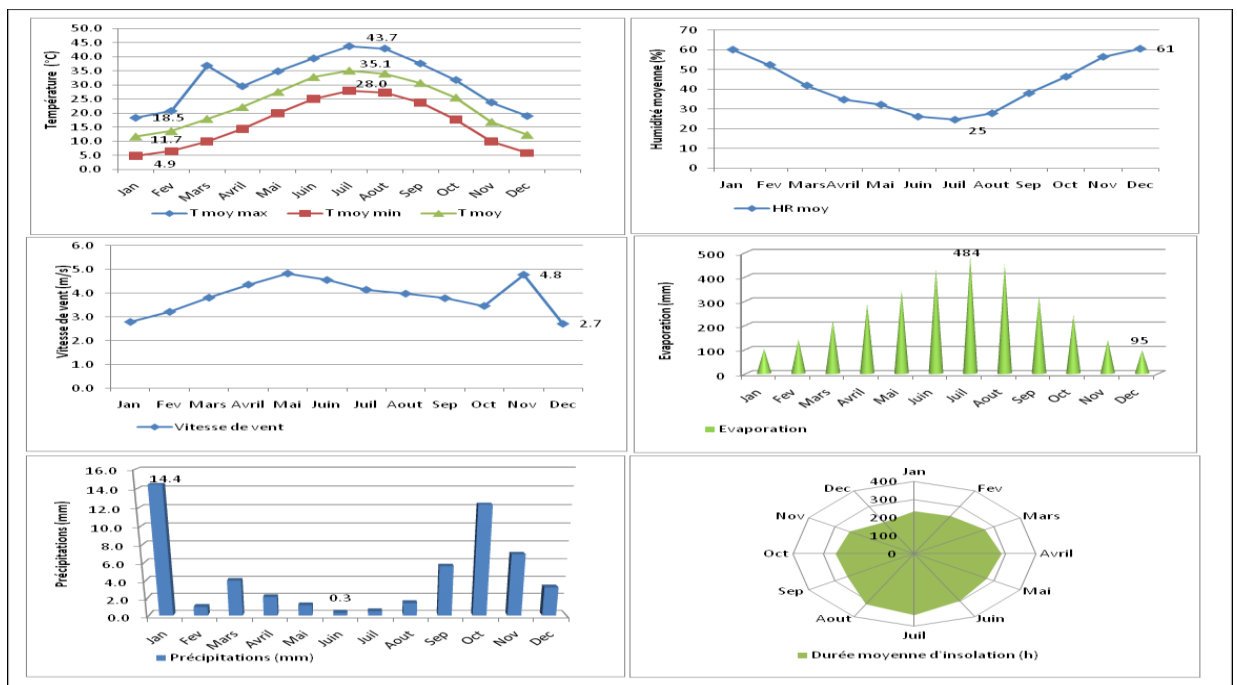 Température (°C)
50.0
45.0
40.0
35.0
30.0
25.0
20.0
15.0
10.0
5.0
0.0
43.7
35.1
28.0
18.5
11.7
4.9
Jan Fev Mars Avril Mai Juin Juil Aout Sep Oct Nov Dec
T moy max T moy min T moy
Humidité moyenne (%)
70
60
50
40
30
20
10
0
61
25
Jan Fev Mars Avril Mai Juin Juil Aout Sep Oct Nov Dec
HR moy
Vitesse de vent (m/s)
6.0
5.0
4.0
3.0
2.0
1.0
0.0
4.8
2.7
Jan Fev Mars Avril Mai Juin Juil Aout Sep Oct Nov Dec
Vitesse de vent
Evaporation (mm)
500
400
300
200
100
0
484
95
Jan Fev Mars Avril Mai Juin Juil Aout Sep Oct Nov Dec
Evaporation
Précipitations (mm)
16.0
14.0
12.0
10.0
8.0
6.0
4.0
2.0
0.0
14.4
0.3
Jan Fev Mars Avril Mai Juin Juil Aout Sep Oct Nov Dec
Précipitations (mm)
400
300
200
100
0
Jan
Fev
Mars
Avril
Mai
Juin
Juil
Aout
Sep
Oct
Nov
Dec
Durée moyenne d'insolation (h)